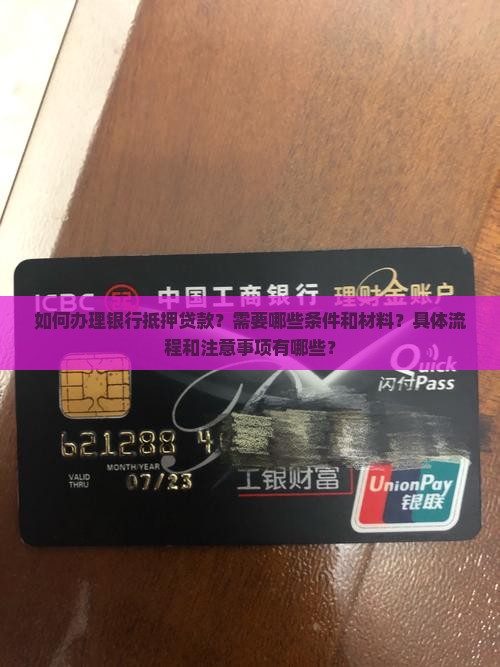 ICBC 中国工商银行 理财金账户
如何办理银行抵押贷款？需要哪些条件和材料？具体流
程和注意事项有哪些？
Quick
闪付Pass
621288 4
MONTH/YEAR
VALID
THRU
07/23
工银财富
UnionPay
银联